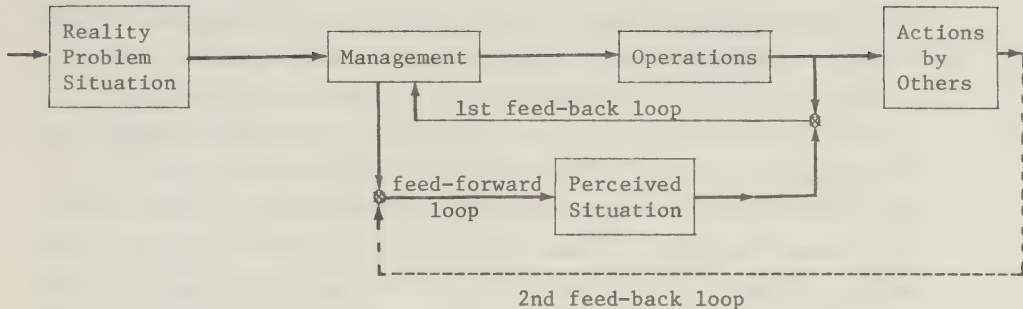 Reality
Problem
Situation
Management
Operations
Actions
by
Others
1st feed-back loop
feed-forward
loop
Perceived
Situation
2nd feed-back loop